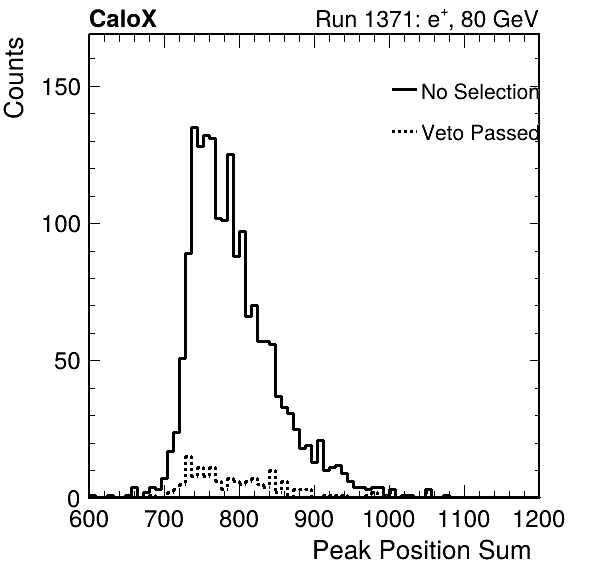 CaloX Run 1371: e⁺, 80 GeV
Counts
150
100
50
0
No Selection
Veto Passed
600 700 800 900 1000 1100 1200
Peak Position Sum